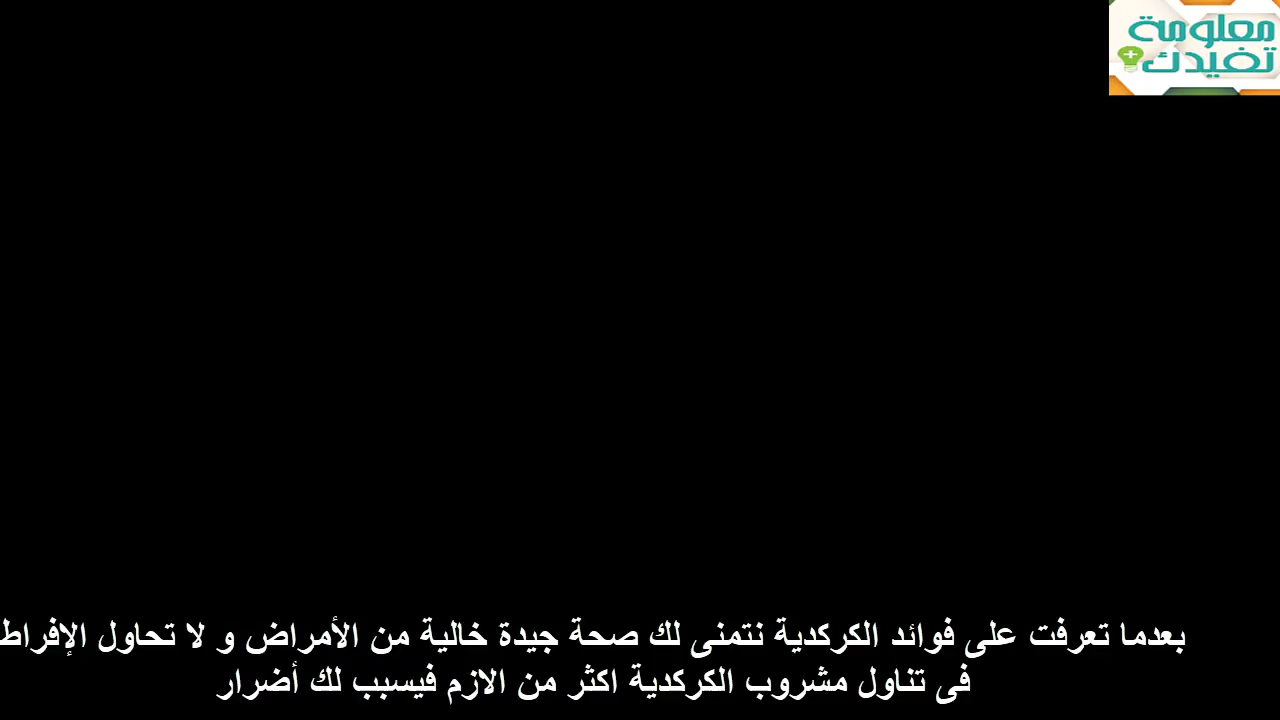 معلومة
تفيدك
بعدما تعرفت على فوائد الكركدية نتمنى لك صحة جيدة خالية من الأمراض و لا تحاول الإفراط
فى تناول مشروب الكركدية اكثر من الازم فيسبب لك أضرار